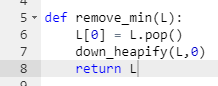 5 def remove_min(L):
6     L[0] = L.pop()
7     down_heapify(L,0)
8     return L